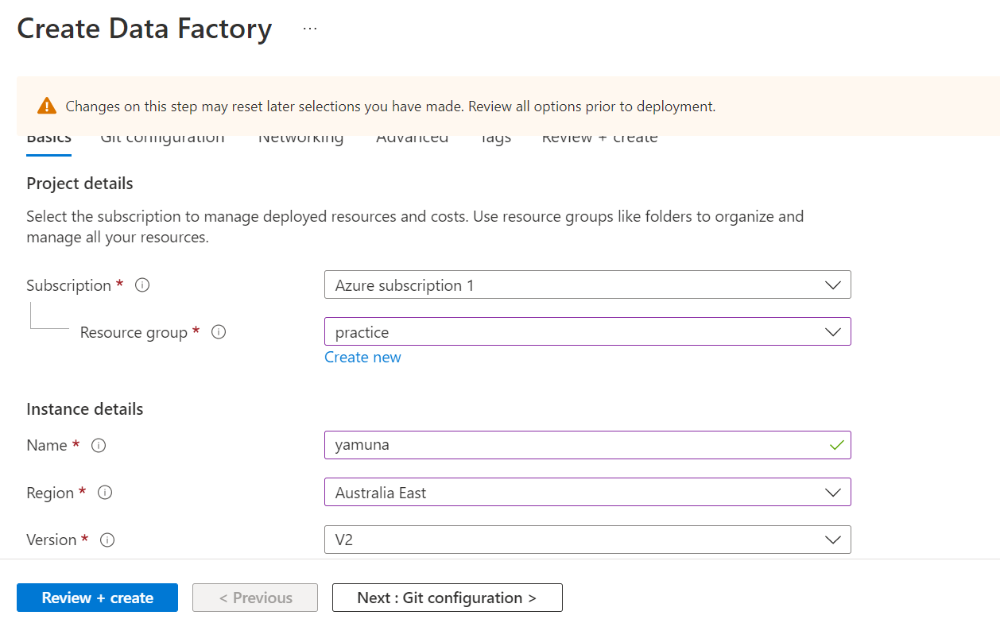 Create Data Factory ...
Changes on this step may reset later selections you have made. Review all options prior to deployment.
Basics Git configuration Networking Advanced Tags Review + create
Project details
Select the subscription to manage deployed resources and costs. Use resource groups like folders to organize and
manage all your resources.
Subscription * Azure subscription 1
Resource group * practice
Create new
Instance details
Name * yamuna
Region * Australia East
Version * V2
Review + create < Previous Next : Git configuration >